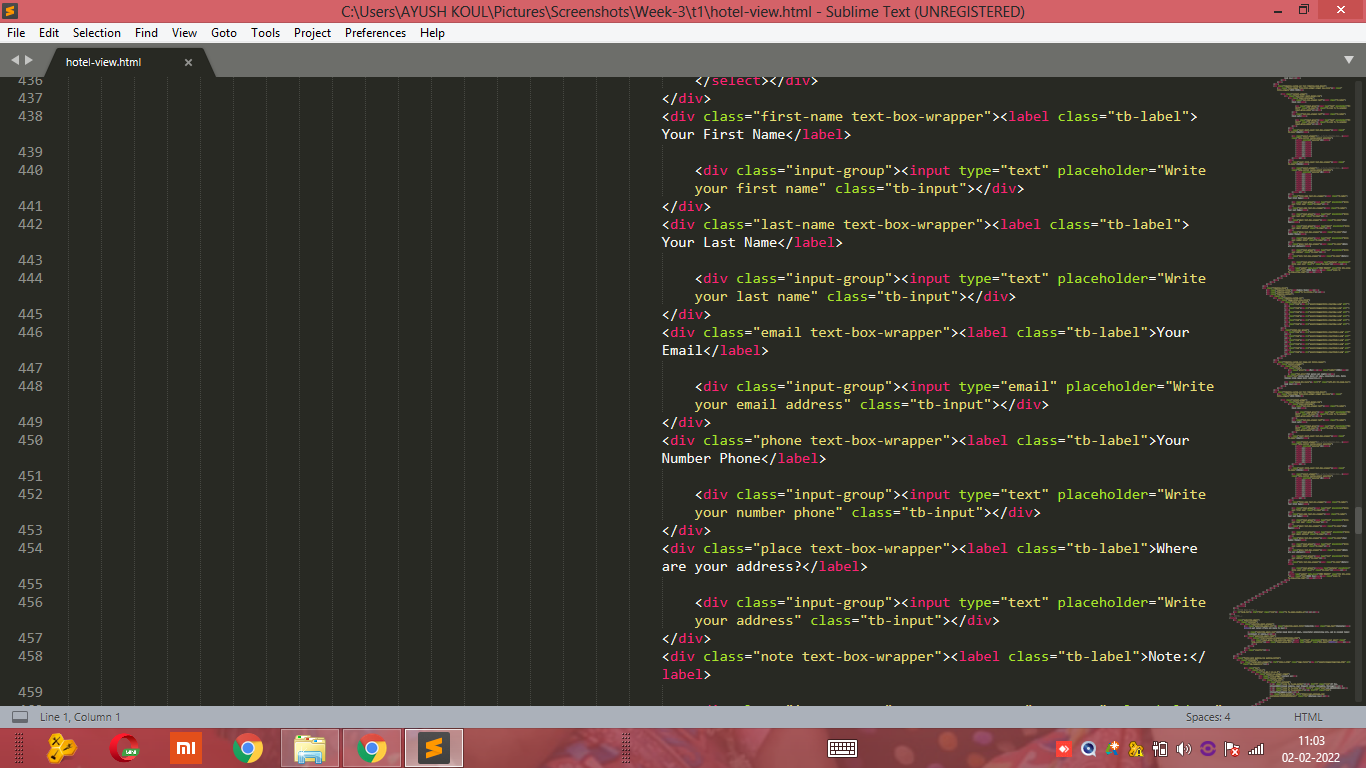 C:\Users\AYUSH KOUL\Pictures\Screenshots\Week-3\t1\hotel-view.html - Sublime Text (UNREGISTERED)
File Edit Selection Find View Goto Tools Project Preferences Help
hotel-view.html ×
436 </select></div>
437 </div>
438 <div class="first-name text-box-wrapper"><label class="tb-label">
Your First Name</label>
439
440 <div class="input-group"><input type="text" placeholder="Write
your first name" class="tb-input"></div>
441 </div>
442 <div class="last-name text-box-wrapper"><label class="tb-label">
Your Last Name</label>
443
444 <div class="input-group"><input type="text" placeholder="Write
your last name" class="tb-input"></div>
445 </div>
446 <div class="email text-box-wrapper"><label class="tb-label">Your
Email</label>
447
448 <div class="input-group"><input type="email" placeholder="Write
your email address" class="tb-input"></div>
449 </div>
450 <div class="phone text-box-wrapper"><label class="tb-label">Your
Number Phone</label>
451
452 <div class="input-group"><input type="text" placeholder="Write
your number phone" class="tb-input"></div>
453 </div>
454 <div class="place text-box-wrapper"><label class="tb-label">Where
are your address?</label>
455
456 <div class="input-group"><input type="text" placeholder="Write
your address" class="tb-input"></div>
457 </div>
458 <div class="note text-box-wrapper"><label class="tb-label">Note:</
label>
459
Line 1, Column 1 Spaces: 4 HTML
mi
S
11:03
02-02-2022